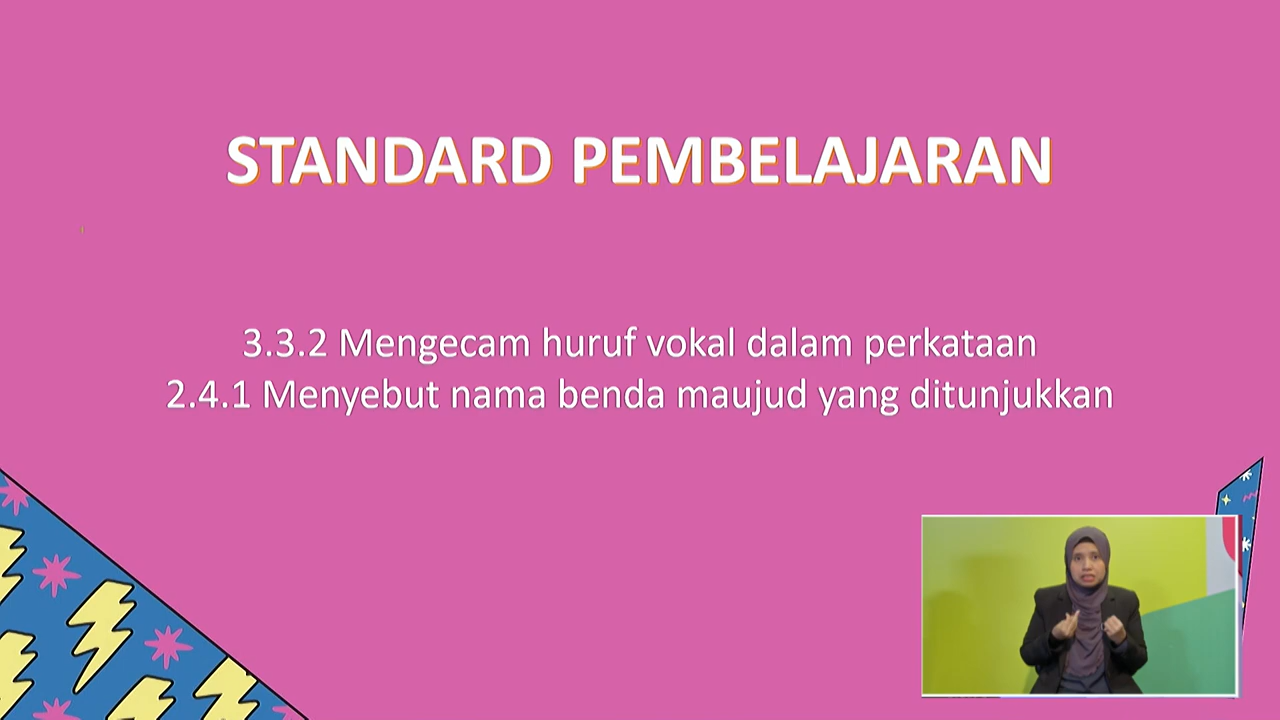 STANDARD PEMBELAJARAN
3.3.2 Mengecam huruf vokal dalam perkataan
2.4.1 Menyebut nama benda maujud yang ditunjukkan